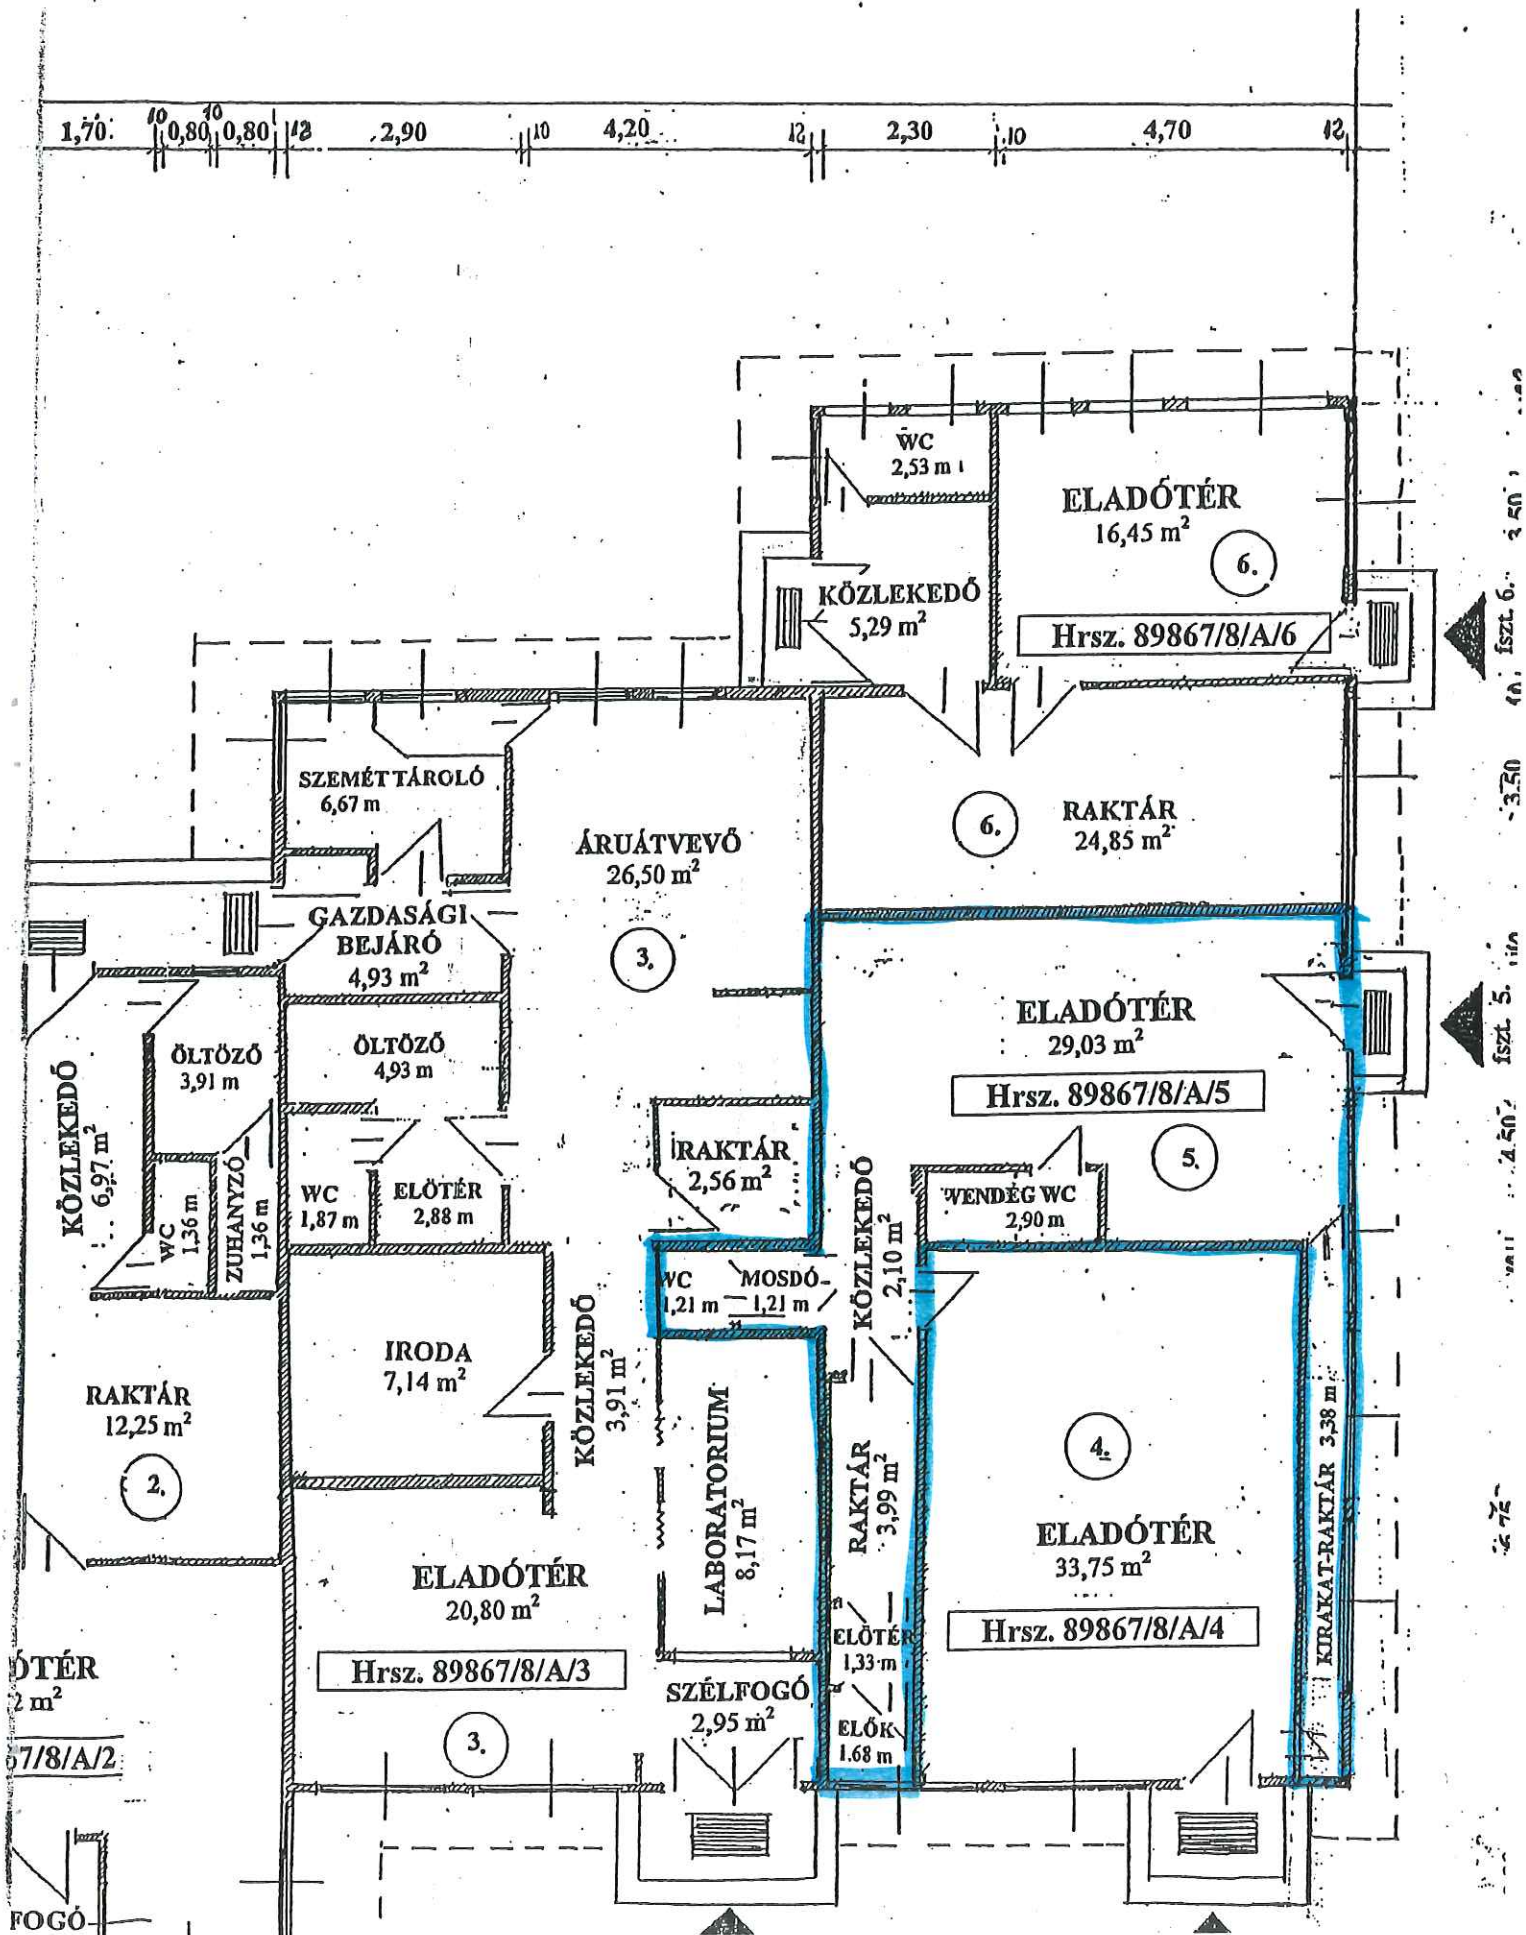 1,70
10
0,80
10
0,80
12
2,90
10
4,20
12
2,30
10
4,70
12
WC
2,53 m
ELADÓTÉR
16,45 m²
6.
KÖZLEKEDŐ
5,29 m²
Hrsz. 89867/8/A/6
fszt. 6.
3,50
SZEMÉTTÁROLÓ
6,67 m
ÁRUÁTVEVŐ
26,50 m²
3.
6.
RAKTÁR
24,85 m²
3,50
GAZDASÁGI
BEJÁRÓ
4,93 m²
ÖLTÖZŐ
3,91 m
ÖLTÖZŐ
4,93 m
KÖZLEKEDŐ
6,97 m²
ELADÓTÉR
29,03 m²
Hrsz. 89867/8/A/5
5.
fszt. 5.
WC
1,36 m
ZUHANYZÓ
1,36 m
WC
1,87 m
ELŐTÉR
2,88 m
RAKTÁR
2,56 m²
KÖZLEKEDŐ
2,10 m²
VENDÉG WC
2,90 m
WC
1,21 m
MOSDÓ
1,21 m
IRODA
7,14 m²
KÖZLEKEDŐ
3,91 m²
RAKTÁR
12,25 m²
2.
LABORATORIUM
8,17 m²
RAKTÁR
3,99 m²
4.
ELADÓTÉR
33,75 m²
Hrsz. 89867/8/A/4
KIRAKAT-RAKTÁR 3,38 m
ELADÓTÉR
20,80 m²
Hrsz. 89867/8/A/3
3.
SZÉLFOGÓ
2,95 m²
ELŐTÉR
1,33 m
ELŐK
1.68 m
ÓTÉR
2 m²
7/8/A/2
FOGÓ